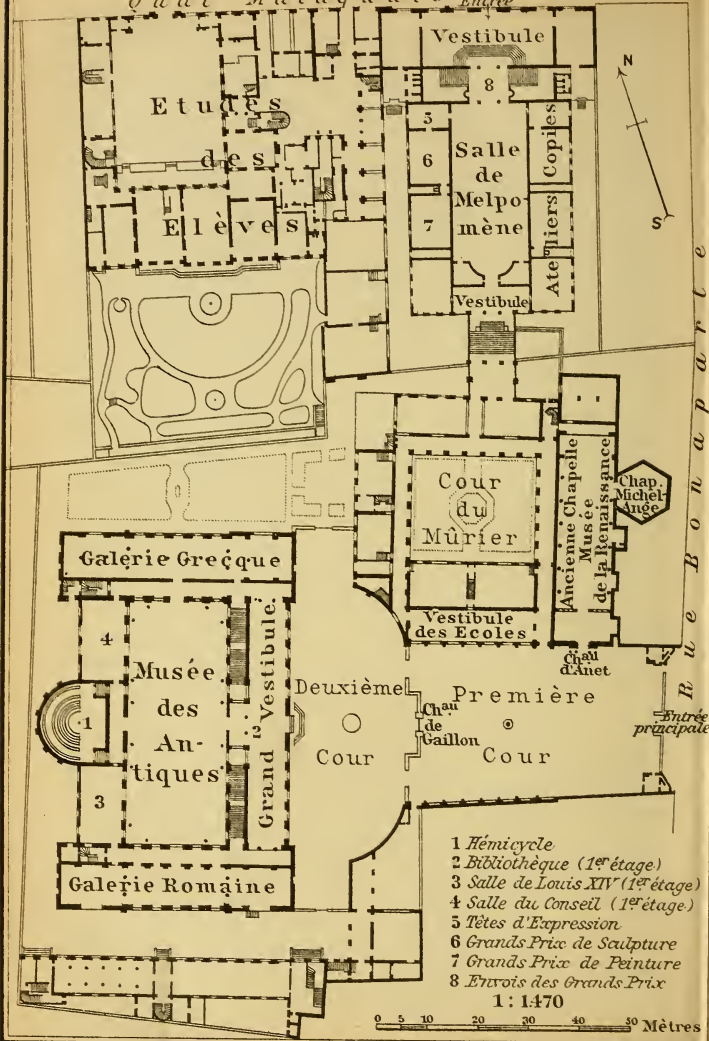 Quai Malaquais Entrée
Vestibule
8
N
S
Etudes
des
Elèves
5
6
7
Salle
de
Melpo-
mène
Copies
Ateliers
Vestibule
Rue Bonaparte
Cour
du
Mûrier
Ancienne Chapelle
Musée
de la Renaissance
Chap.
Michel-
Ange
Galerie Grecque
Vestibule
des Ecoles
Chau
d'Anet
4
Musée
des
An-
tiques
1
3
2
Grand Vestibule
Deuxième
Cour
Chau
de
Gaillon
Première
Cour
Entrée
principale
Galerie Romaine
1 Hémicycle
2 Bibliothèque (1er étage)
3 Salle de Louis XIV (1er étage)
4 Salle du Conseil (1er étage)
5 Têtes d'Expression
6 Grands Prix de Sculpture
7 Grands Prix de Peinture
8 Envois des Grands Prix
1:1470
0 5 10 20 30 40 50 Mètres